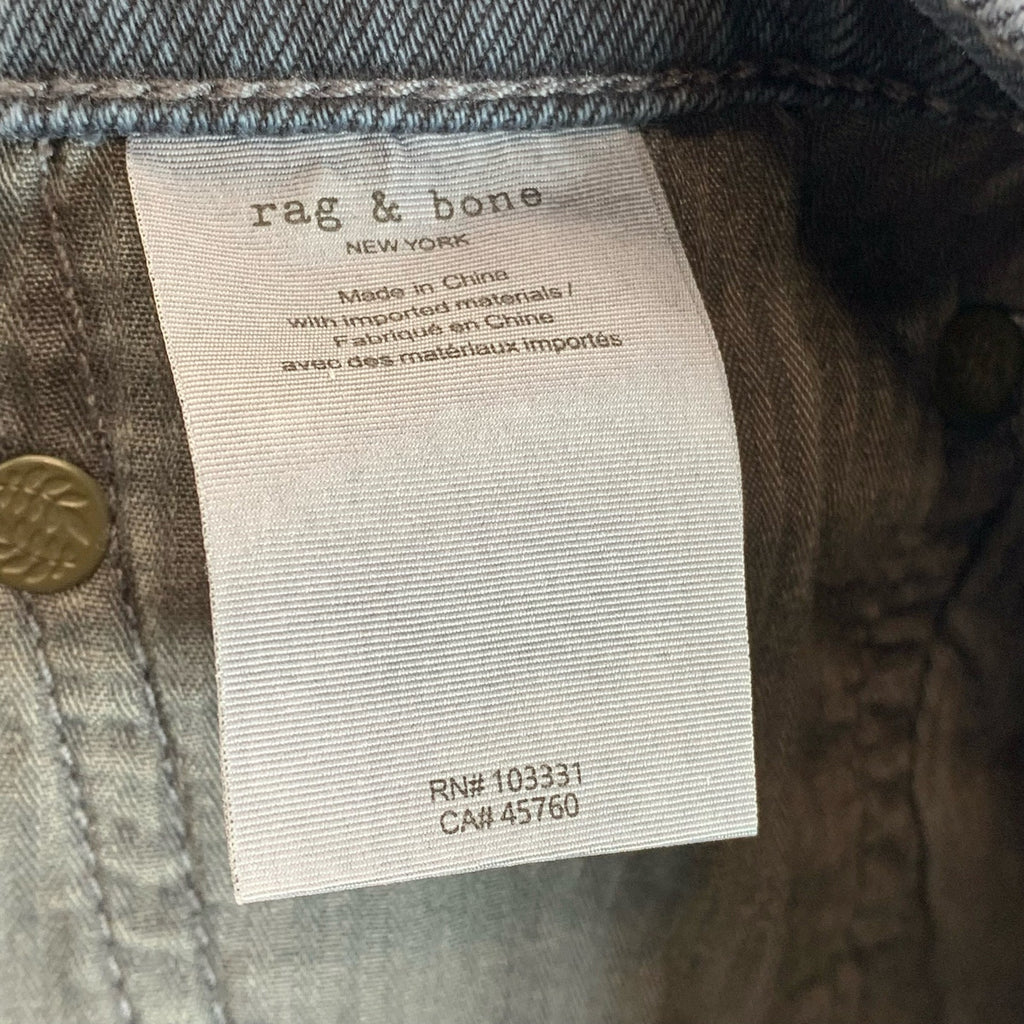 rag & bone
NEW YORK
Made in China
with imported materials /
Fabriqué en Chine
avec des matériaux importés
RN# 103331
CA# 45760